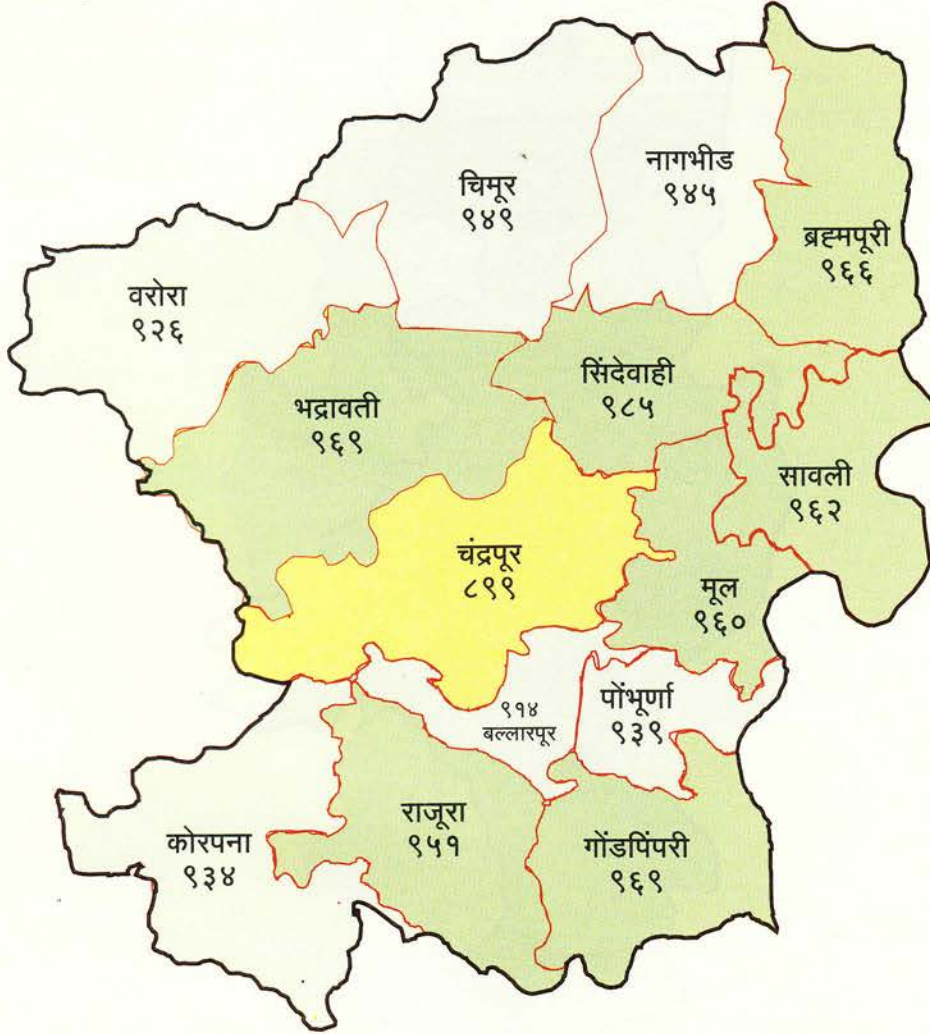 चिमूर
९४९
नागभीड
९४५
ब्रह्मपूरी
९६६
वरोरा
९२६
सिंदेवाही
९८५
भद्रावती
९६९
सावली
९६२
चंद्रपूर
८९९
मूल
९६०
पोंभूर्णा
९३९
९१४
बल्लारपूर
राजूरा
९५१
गोंडपिंपरी
९६९
कोरपना
९३४